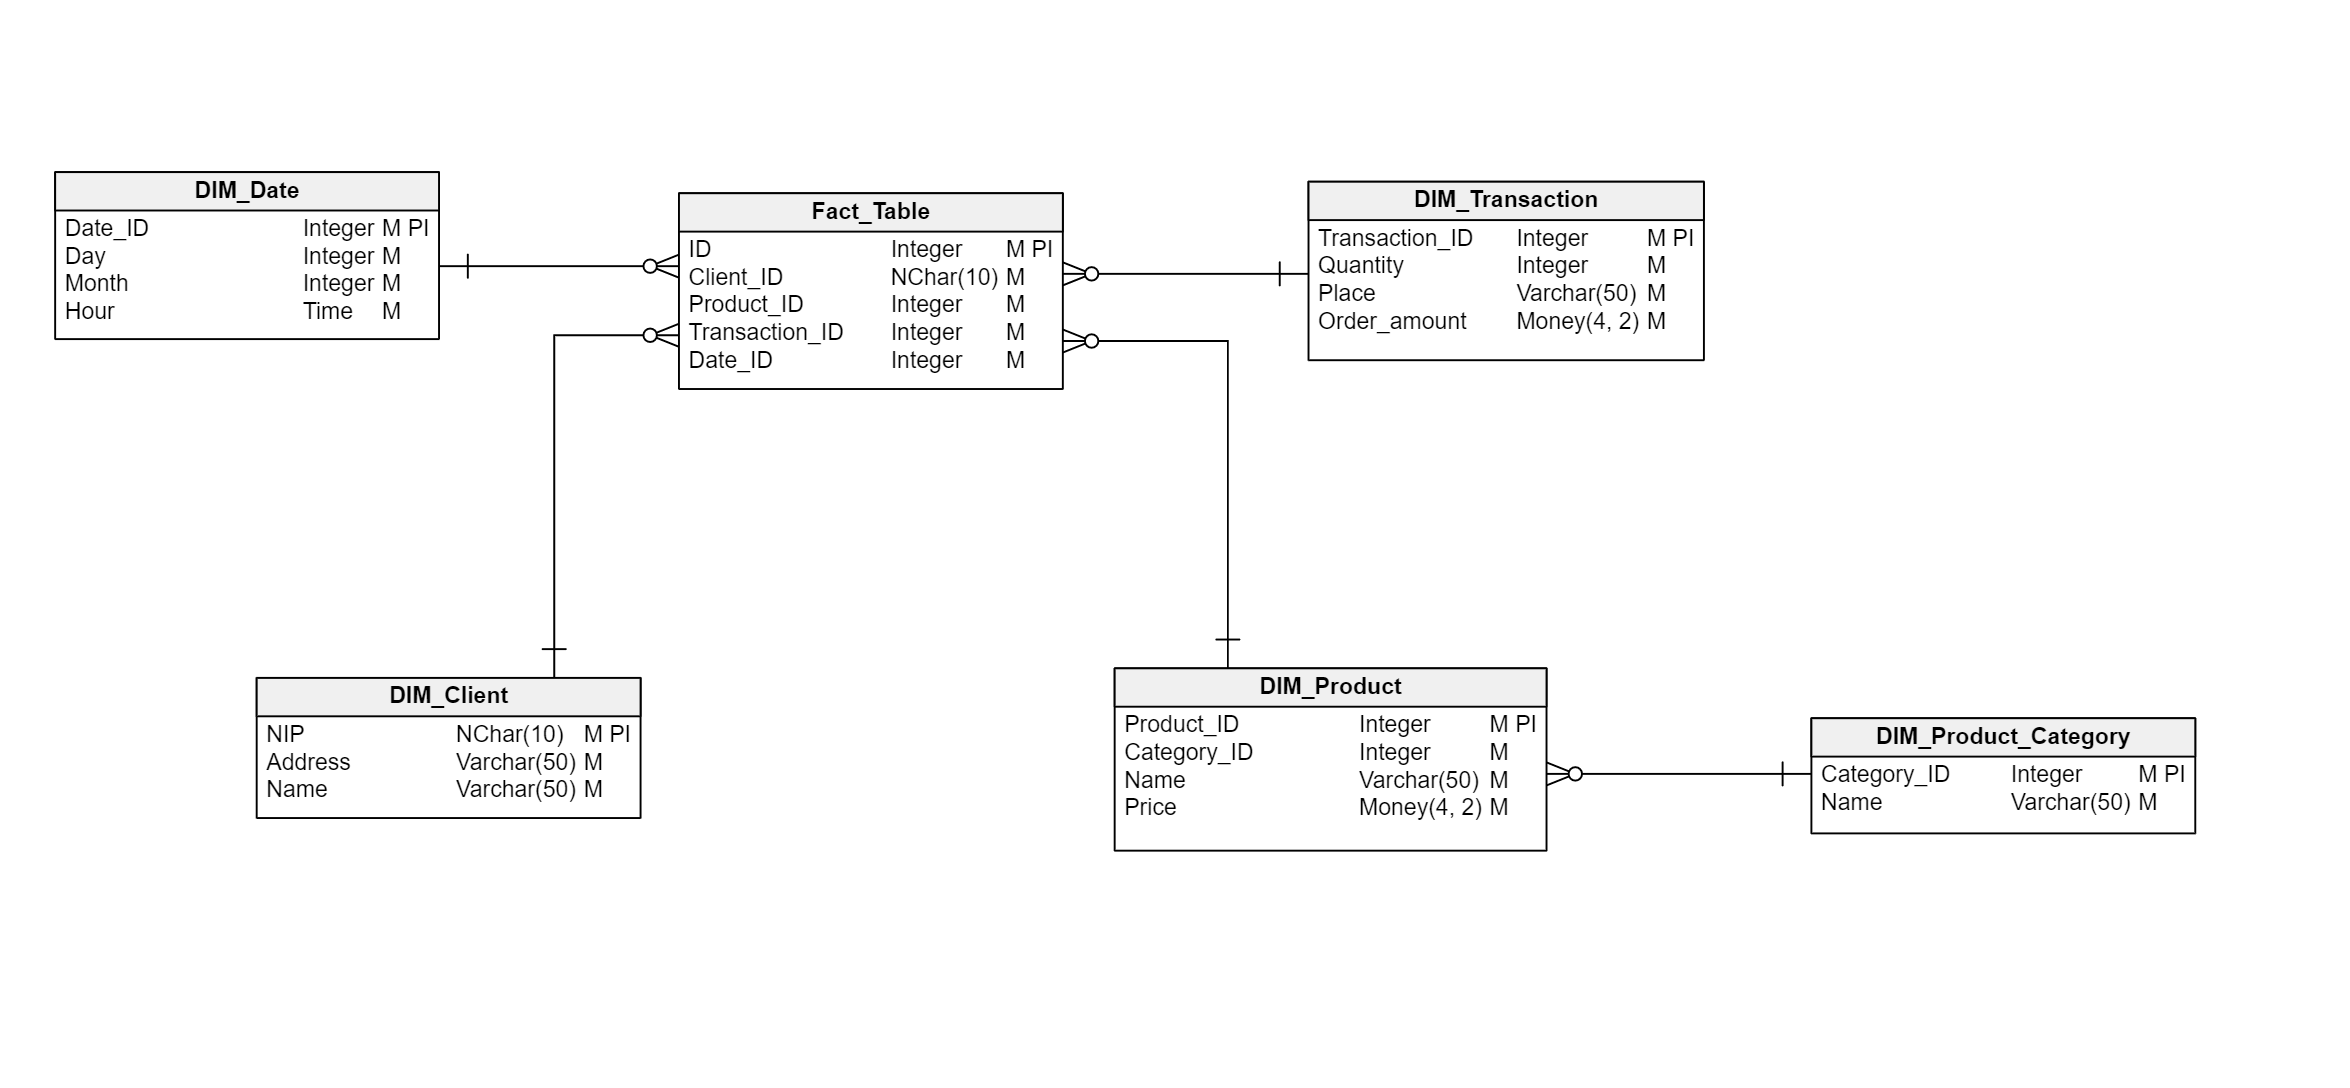 DIM_Date
Date_ID Integer M PI
Day Integer M
Month Integer M
Hour Time M
Fact_Table
ID Integer M PI
Client_ID NChar(10) M
Product_ID Integer M
Transaction_ID Integer M
Date_ID Integer M
DIM_Transaction
Transaction_ID Integer M PI
Quantity Integer M
Place Varchar(50) M
Order_amount Money(4, 2) M
DIM_Client
NIP NChar(10) M PI
Address Varchar(50) M
Name Varchar(50) M
DIM_Product
Product_ID Integer M PI
Category_ID Integer M
Name Varchar(50) M
Price Money(4, 2) M
DIM_Product_Category
Category_ID Integer M PI
Name Varchar(50) M